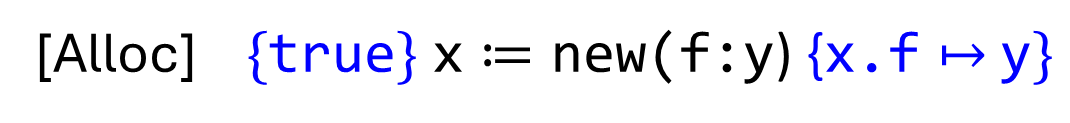 [Alloc] {true} x ≔ new(f:y) {x.f ↦ y}